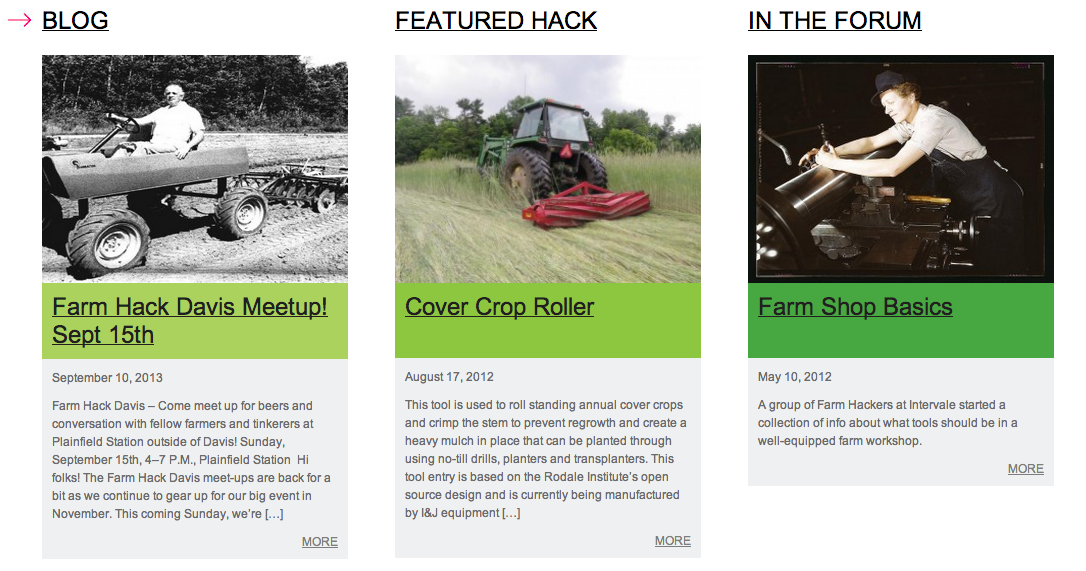 BLOG
Farm Hack Davis Meetup!
Sept 15th
September 10, 2013
Farm Hack Davis – Come meet up for beers and
conversation with fellow farmers and tinkerers at
Plainfield Station outside of Davis! Sunday,
September 15th, 4–7 P.M., Plainfield Station  Hi
folks! The Farm Hack Davis meet-ups are back for a
bit as we continue to gear up for our big event in
November. This coming Sunday, we're […]
MORE
FEATURED HACK
Cover Crop Roller
August 17, 2012
This tool is used to roll standing annual cover crops
and crimp the stem to prevent regrowth and create a
heavy mulch in place that can be planted through
using no-till drills, planters and transplanters. This
tool entry is based on the Rodale Institute's open
source design and is currently being manufactured
by I&J equipment […]
MORE
IN THE FORUM
Farm Shop Basics
May 10, 2012
A group of Farm Hackers at Intervale started a
collection of info about what tools should be in a
well-equipped farm workshop.
MORE